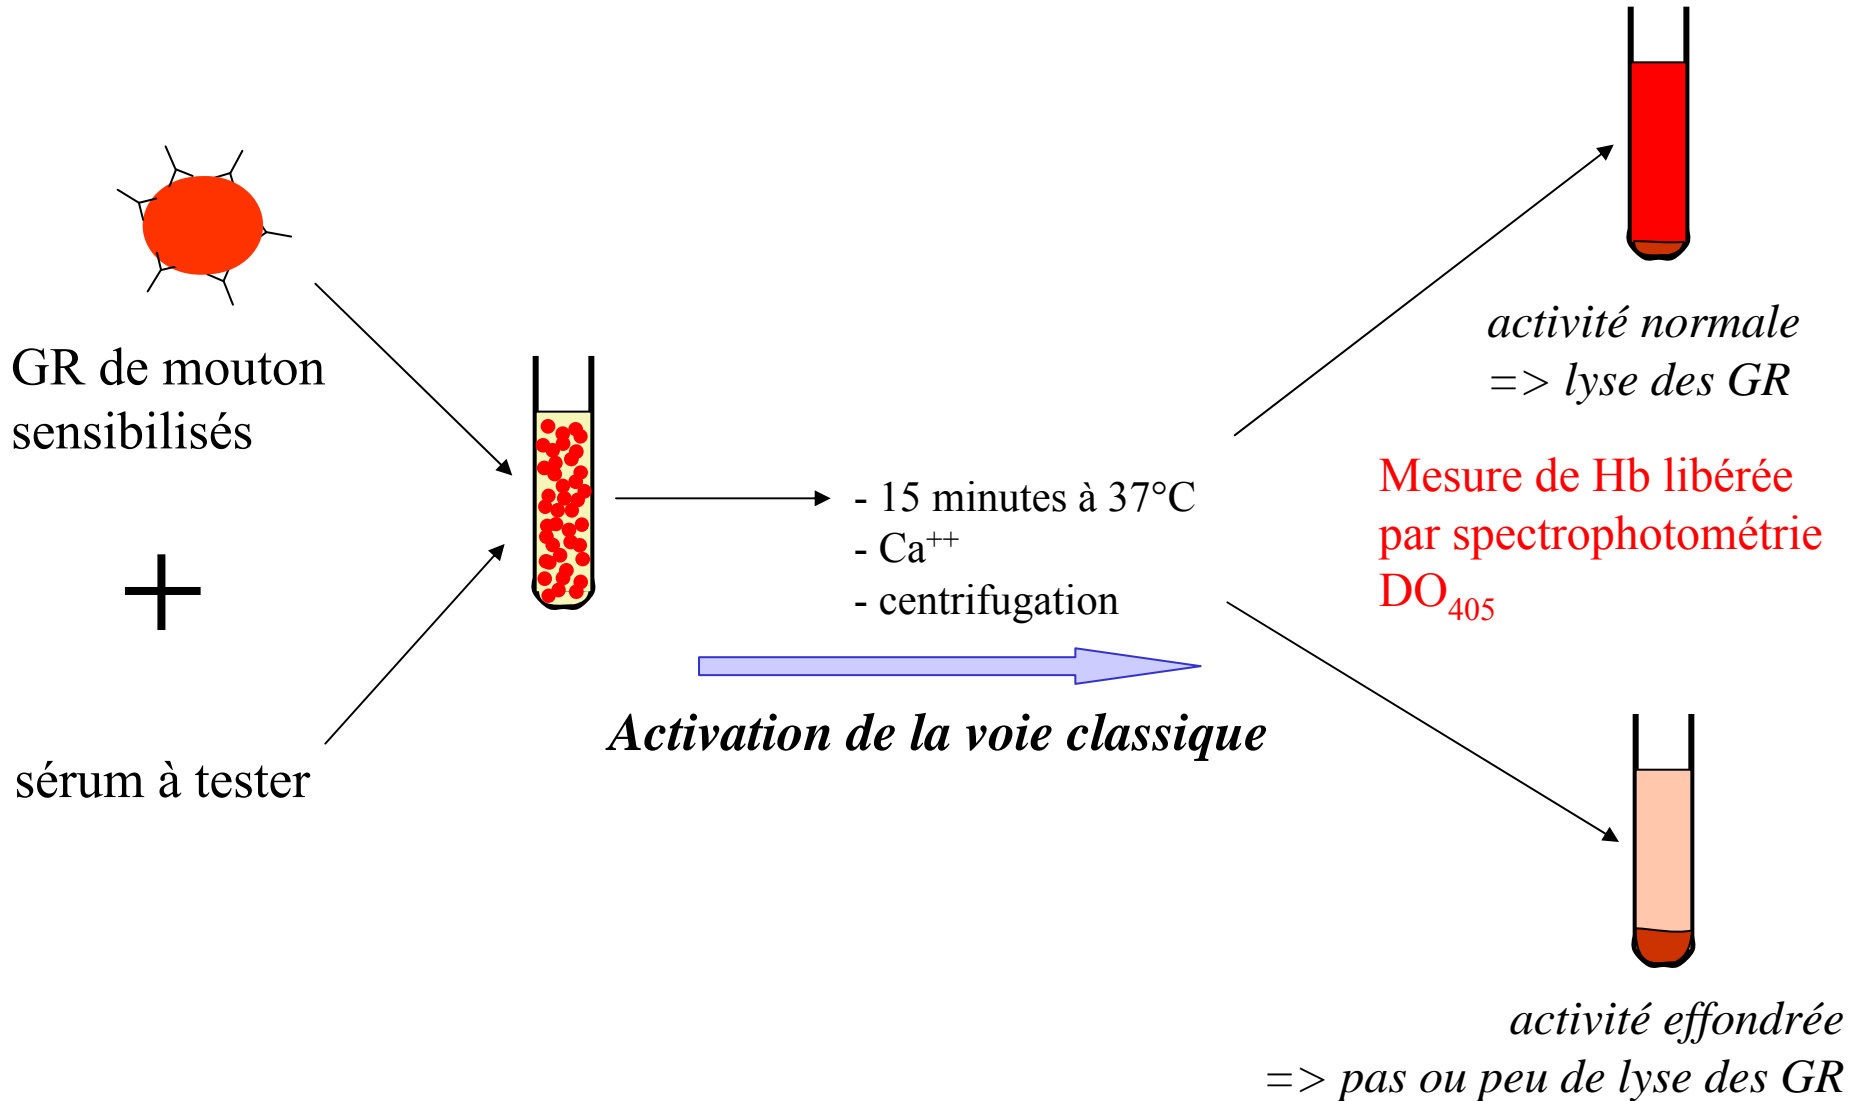 GR de mouton
sensibilisés
+
sérum à tester
- 15 minutes à 37°C
- Ca⁺⁺
- centrifugation
Activation de la voie classique
activité normale
=> lyse des GR
Mesure de Hb libérée
par spectrophotométrie
DO₄₀₅
activité effondrée
=> pas ou peu de lyse des GR